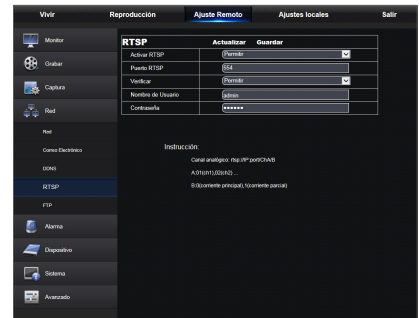 Vivir Reproducción Ajuste Remoto Ajustes locales Salir
Monitor
Grabar
Captura
Red
Red
Correo Electrónico
DDNS
RTSP
FTP
Alarma
Dispositivo
Sistema
Avanzado
RTSP Actualizar Guardar
Activar RTSP Permitir
Puerto RTSP 554
Verificar Permitir
Nombre de Usuario admin
Contraseña ••••••
Instrucción:
Canal analógico: rtsp://IP:port/ChA/B
A:01(ch1),02(ch2) ...
B:0(corriente principal),1(corriente parcial)